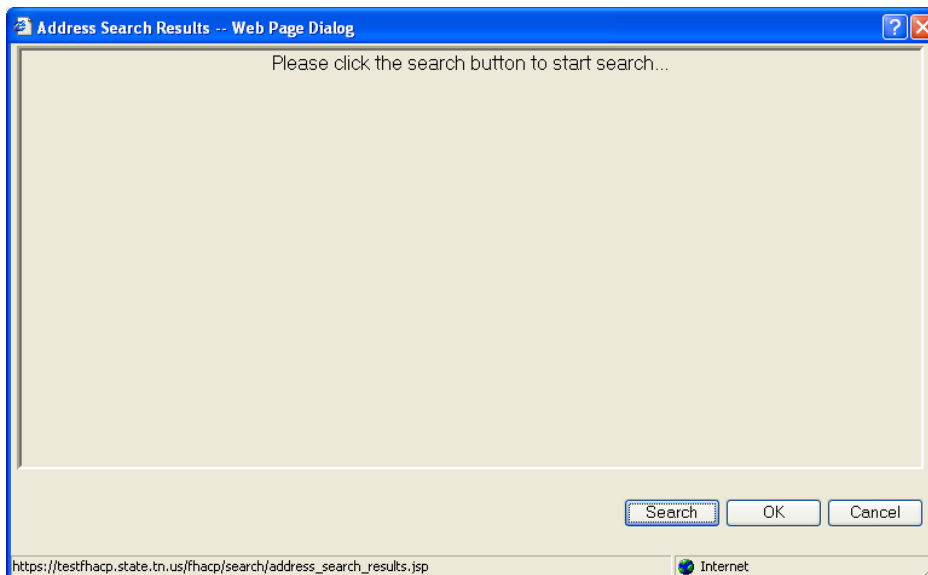 Address Search Results -- Web Page Dialog
Please click the search button to start search...
Search OK Cancel
https://testfhacp.state.tn.us/fhacp/search/address_search_results.jsp Internet